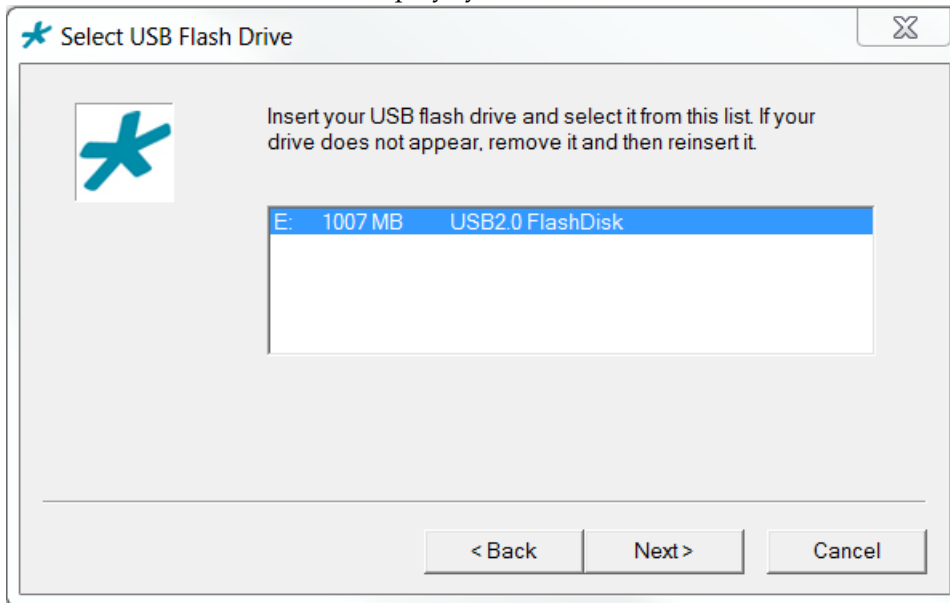 Select USB Flash Drive
Insert your USB flash drive and select it from this list. If your
drive does not appear, remove it and then reinsert it.
E: 1007 MB USB2.0 FlashDisk
< Back Next > Cancel